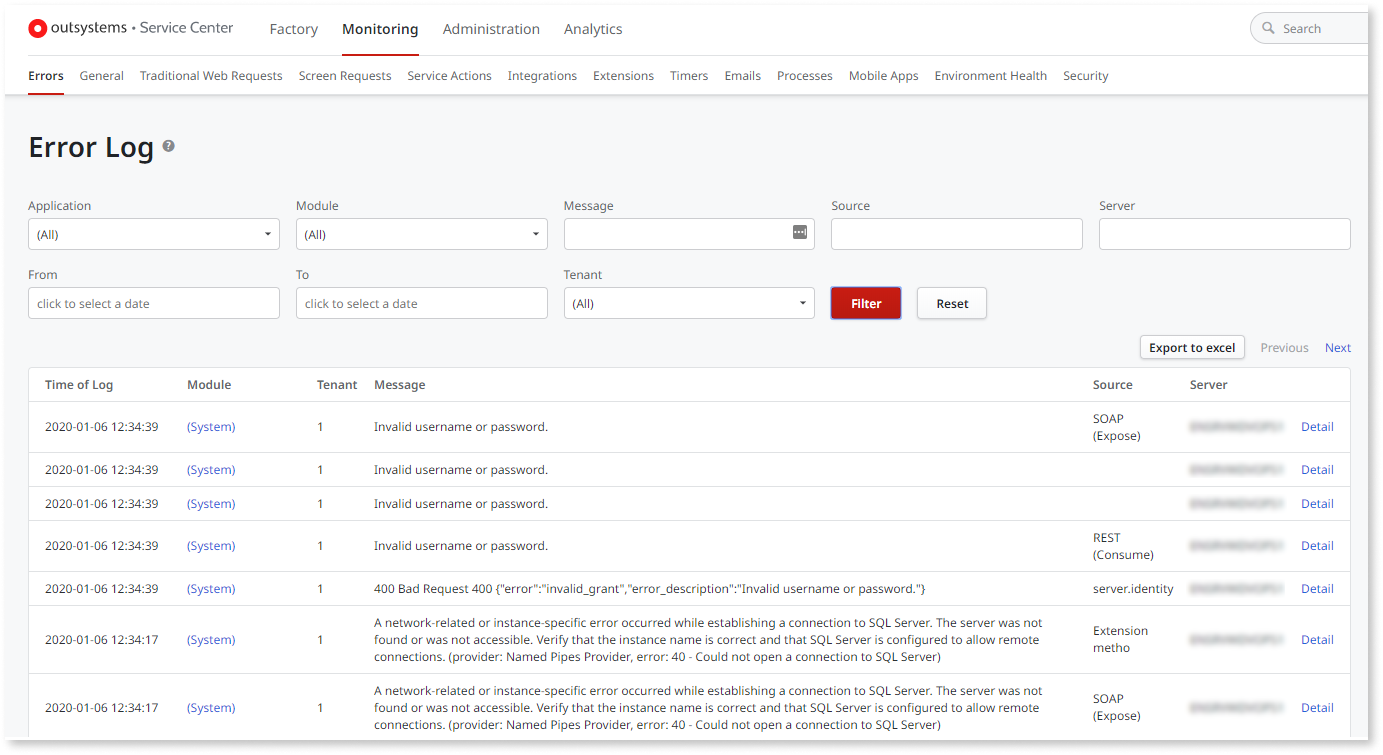 outsystems • Service Center Factory Monitoring Administration Analytics Search
Errors General Traditional Web Requests Screen Requests Service Actions Integrations Extensions Timers Emails Processes Mobile Apps Environment Health Security
Error Log ?
Application Module Message Source Server
(All) (All)
From To Tenant
click to select a date click to select a date (All) Filter Reset
Export to excel Previous Next
Time of Log Module Tenant Message Source Server
2020-01-06 12:34:39 (System) 1 Invalid username or password. SOAP
(Expose) Detail
2020-01-06 12:34:39 (System) 1 Invalid username or password. Detail
2020-01-06 12:34:39 (System) 1 Invalid username or password. Detail
2020-01-06 12:34:39 (System) 1 Invalid username or password. REST
(Consume) Detail
2020-01-06 12:34:39 (System) 1 400 Bad Request 400 {"error":"invalid_grant","error_description":"Invalid username or password."} server.identity Detail
A network-related or instance-specific error occurred while establishing a connection to SQL Server. The server was not
2020-01-06 12:34:17 (System) 1 found or was not accessible. Verify that the instance name is correct and that SQL Server is configured to allow remote Extension
connections. (provider: Named Pipes Provider, error: 40 - Could not open a connection to SQL Server) metho Detail
A network-related or instance-specific error occurred while establishing a connection to SQL Server. The server was not
2020-01-06 12:34:17 (System) 1 found or was not accessible. Verify that the instance name is correct and that SQL Server is configured to allow remote SOAP
connections. (provider: Named Pipes Provider, error: 40 - Could not open a connection to SQL Server) (Expose) Detail